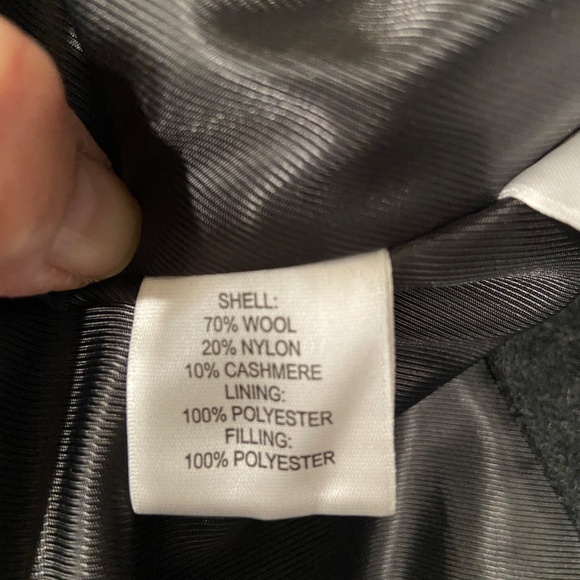 SHELL:
70% WOOL
20% NYLON
10% CASHMERE
LINING:
100% POLYESTER
FILLING:
100% POLYESTER